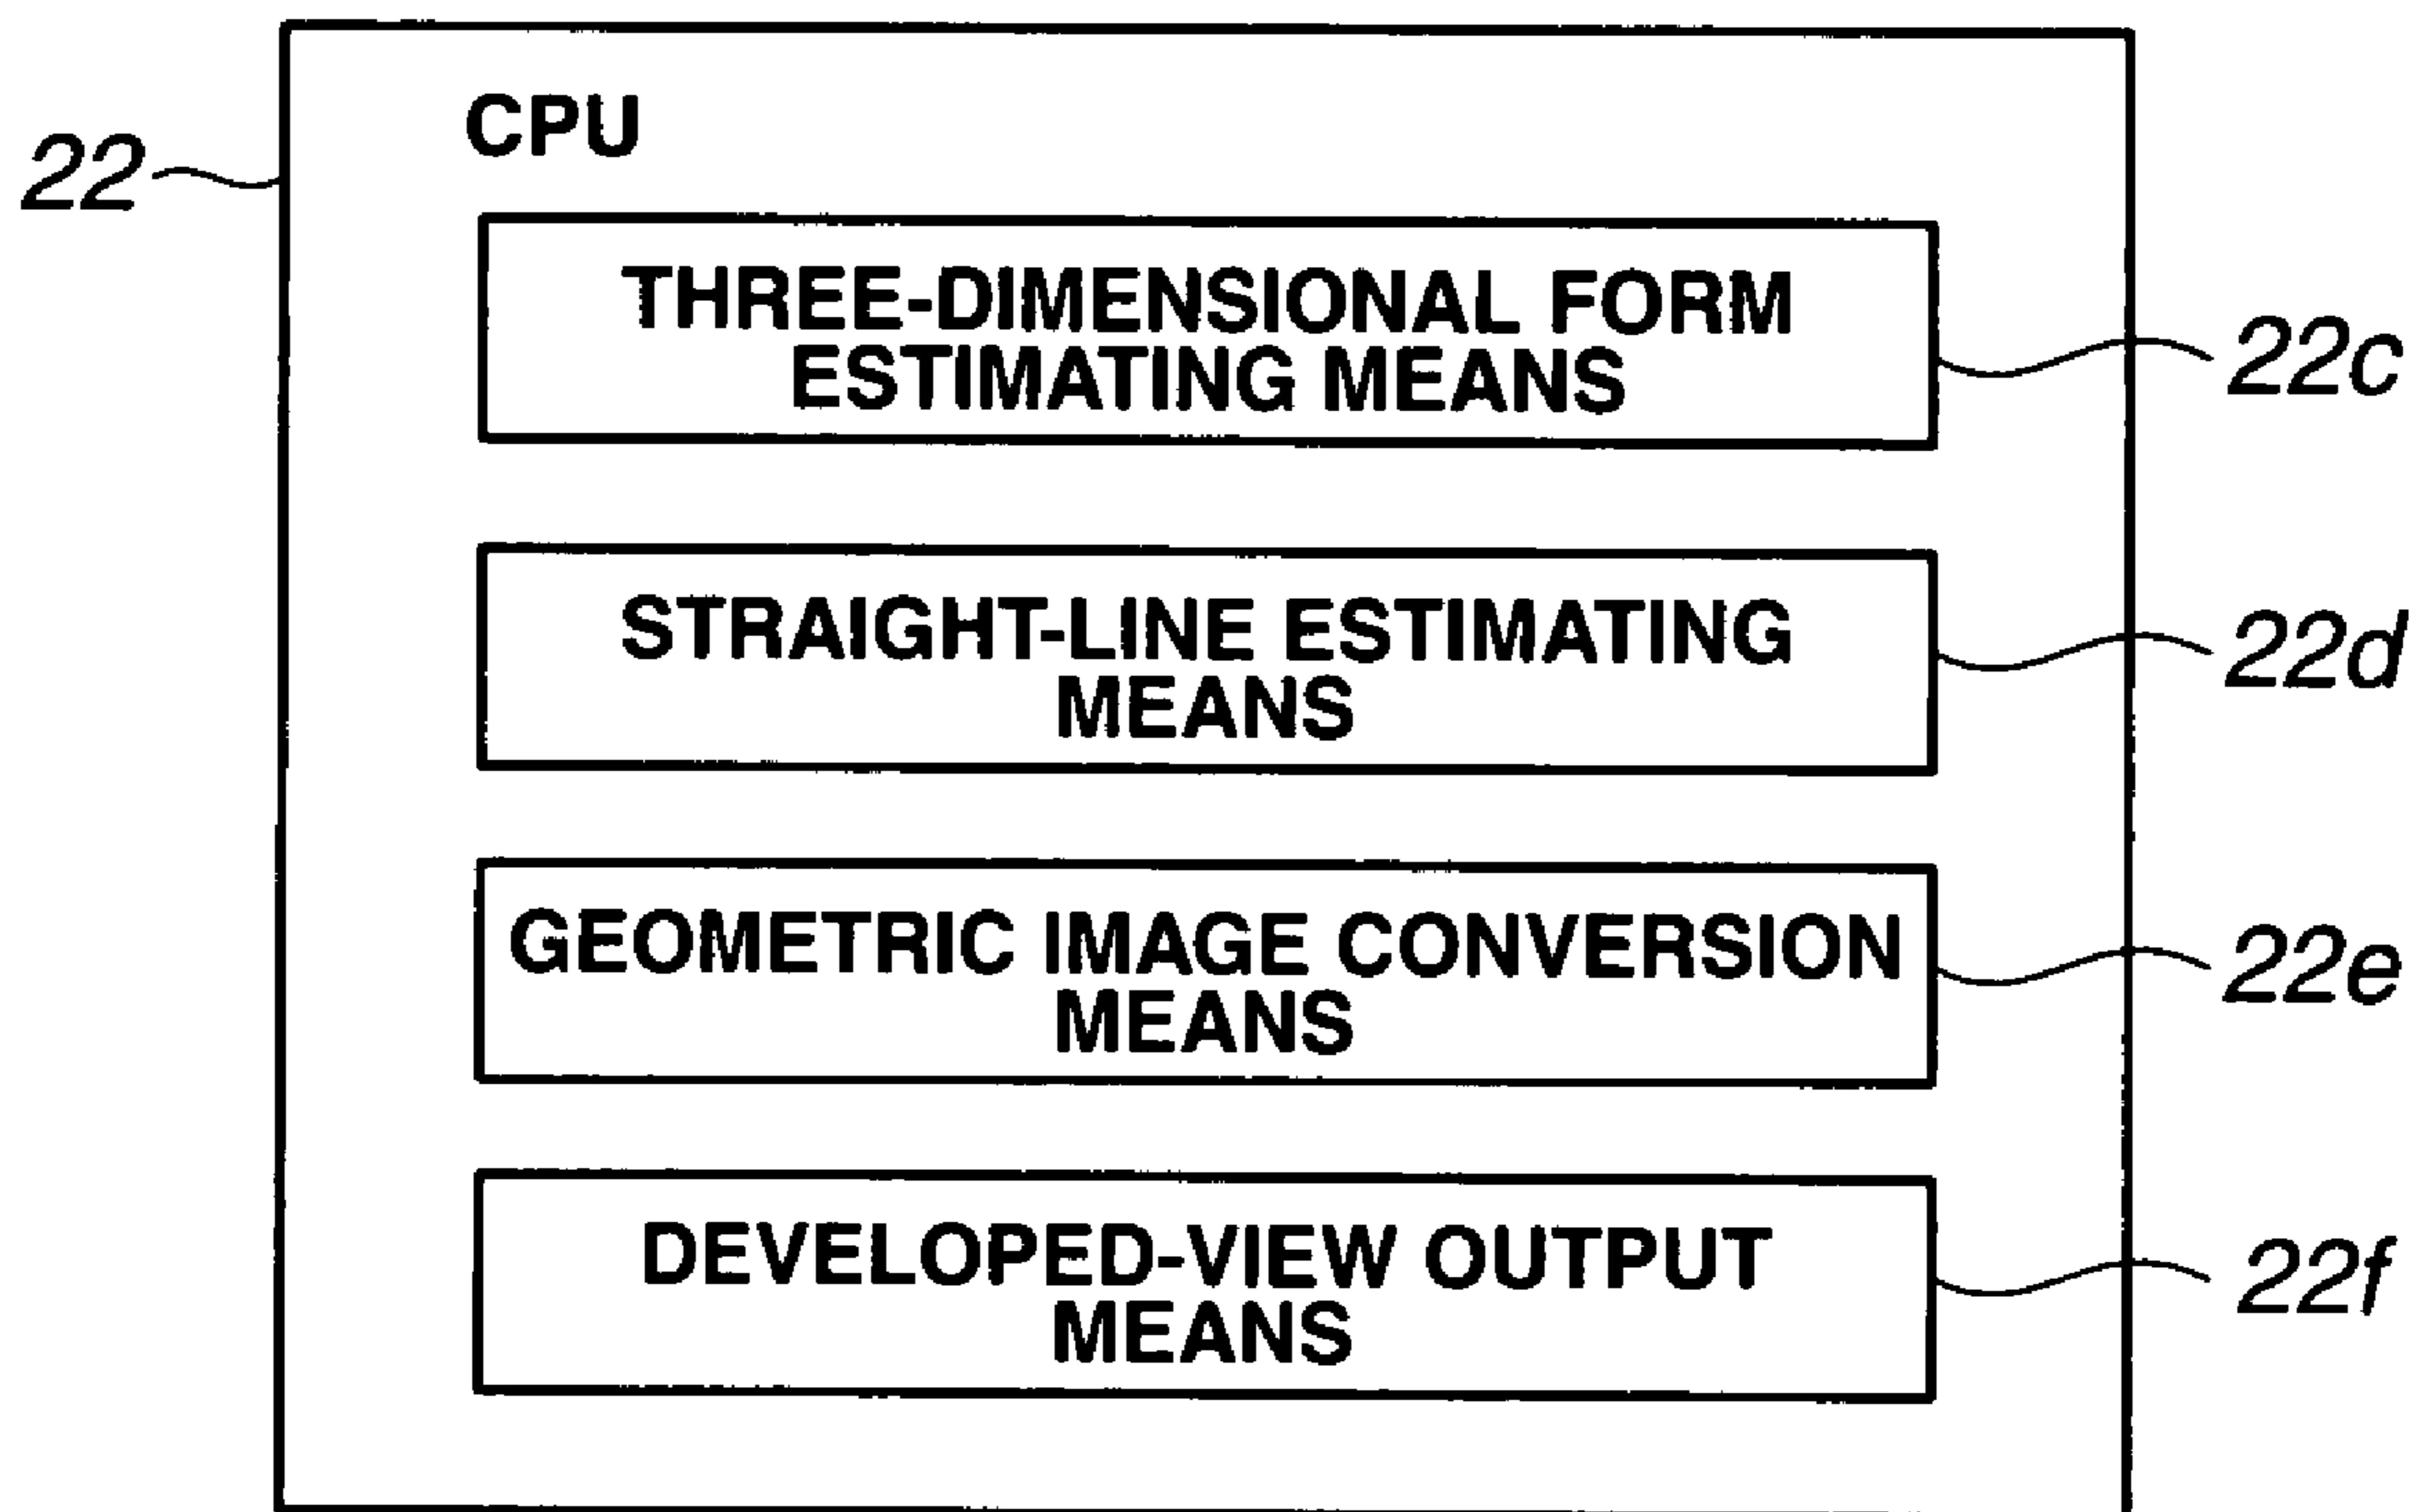 CPU
22
THREE-DIMENSIONAL FORM
ESTIMATING MEANS
22c
STRAIGHT-LINE ESTIMATING
MEANS
22d
GEOMETRIC IMAGE CONVERSION
MEANS
22e
DEVELOPED-VIEW OUTPUT
MEANS
22f